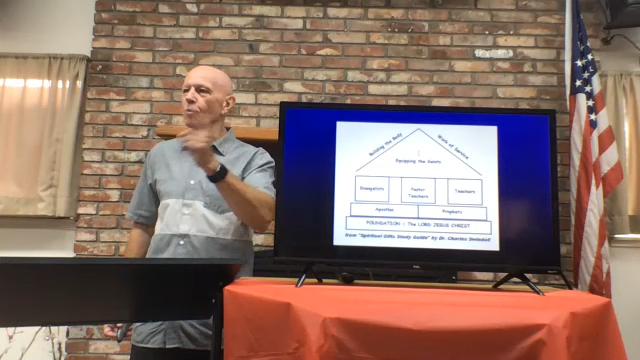 Building the Body
Work of Service
Equipping the Saints
Evangelists
Pastor
Teachers
Teachers
Apostles
Prophets
FOUNDATION : The LORD JESUS CHRIST
from "Spiritual Gifts Study Guide" by Dr. Charles Swindoll
TCL